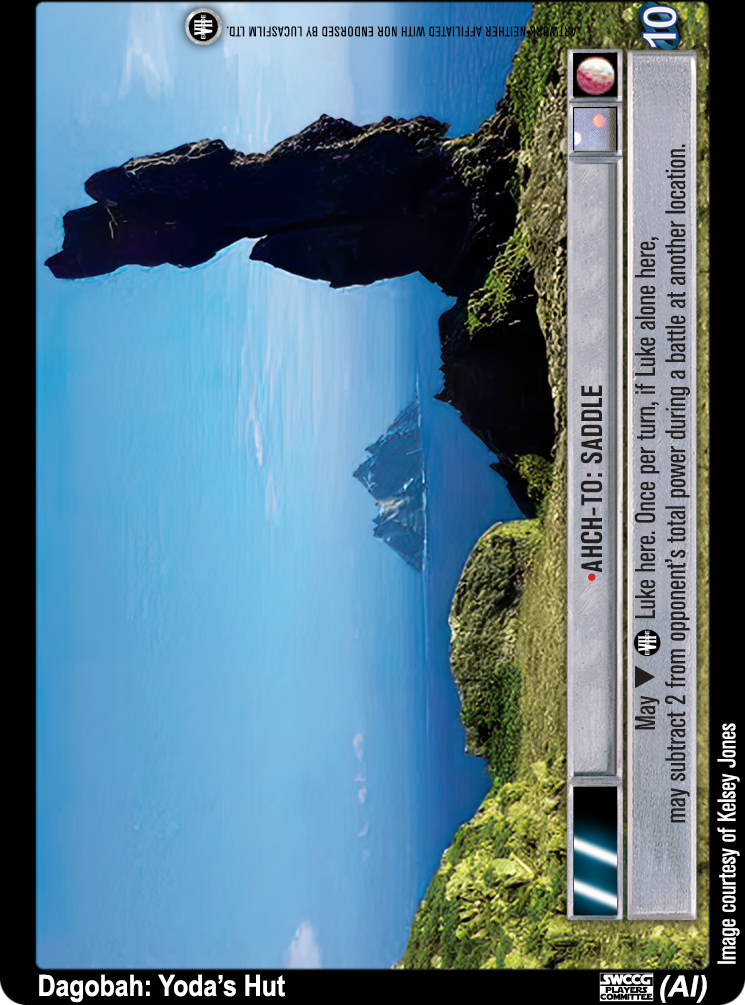 ARTWORK NEITHER AFFILIATED WITH NOR ENDORSED BY LUCASFILM LTD.
10
•AHCH-TO: SADDLE
May ▼ Luke here. Once per turn, if Luke alone here,
may subtract 2 from opponent's total power during a battle at another location.
Image courtesy of Kelsey Jones
Dagobah: Yoda's Hut
SWCCG
PLAYERS
COMMITTEE
(AI)